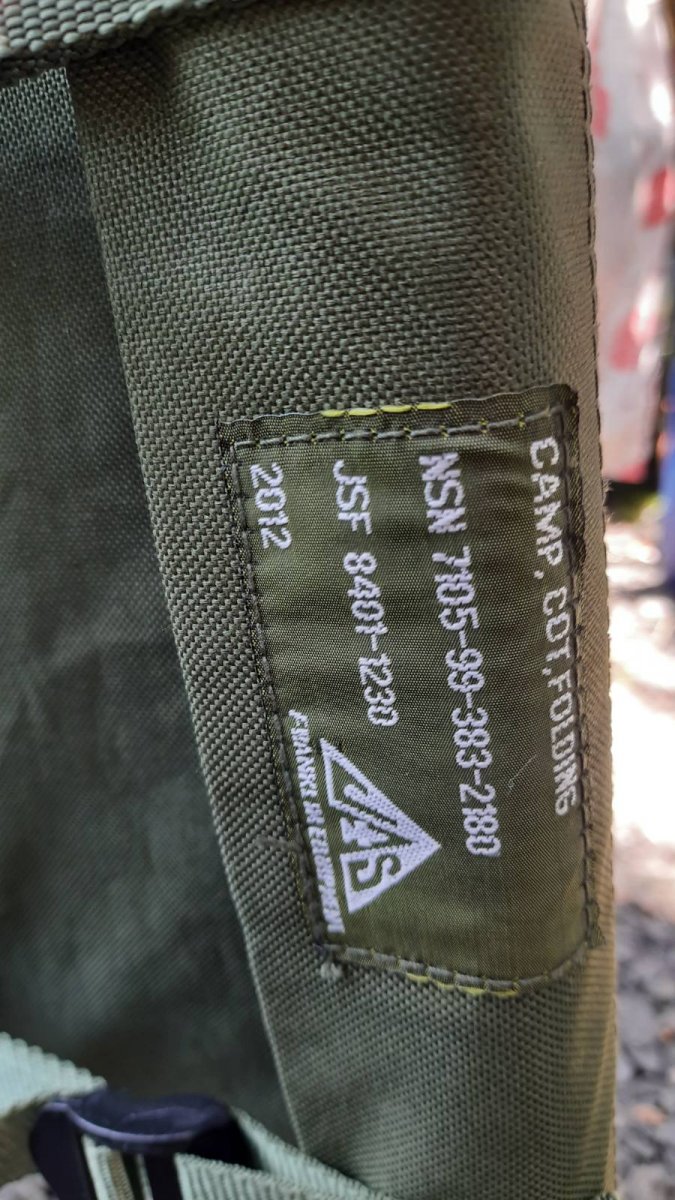 CAMP, COT,FOLDING
NSN 7105-99-383-2180
JSF 8401-1230
2012